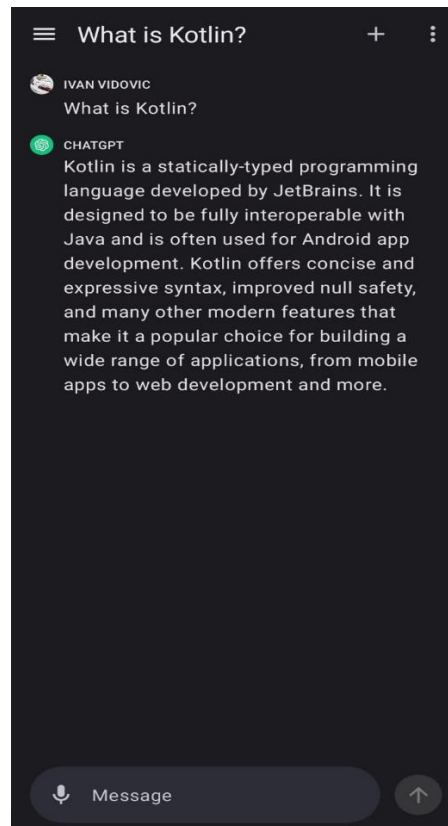 What is Kotlin?
IVAN VIDOVIC
What is Kotlin?
CHATGPT
Kotlin is a statically-typed programming
language developed by JetBrains. It is
designed to be fully interoperable with
Java and is often used for Android app
development. Kotlin offers concise and
expressive syntax, improved null safety,
and many other modern features that
make it a popular choice for building a
wide range of applications, from mobile
apps to web development and more.
Message